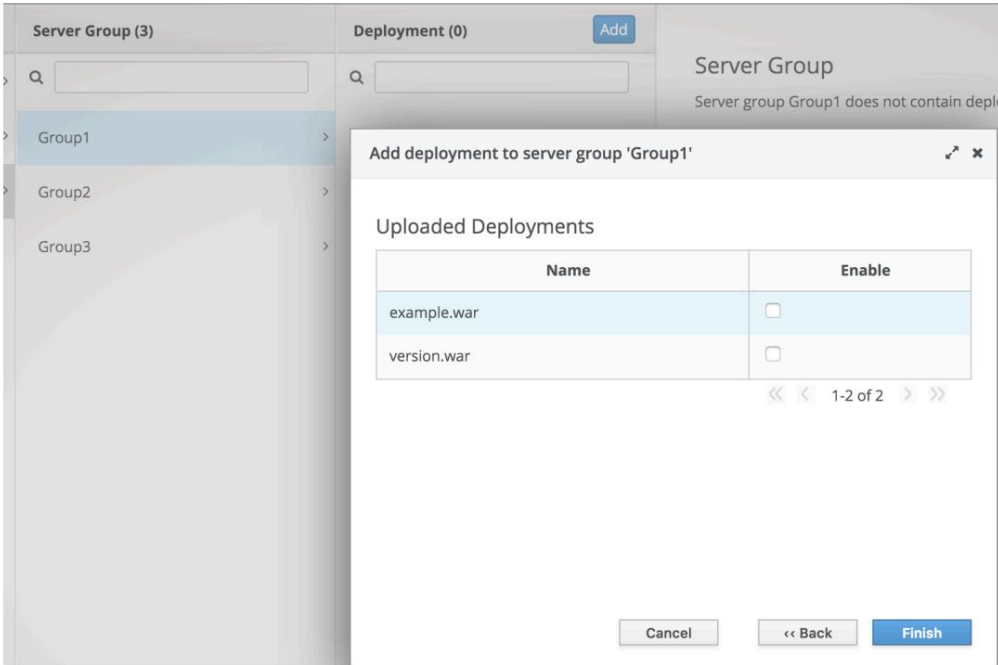 Server Group (3)
Deployment (0)
Add
Server Group
Server group Group1 does not contain
Group1
Group2
Group3
Add deployment to server group 'Group1'
Uploaded Deployments
Name Enable
example.war
version.war
1-2 of 2
Cancel
‹‹ Back
Finish